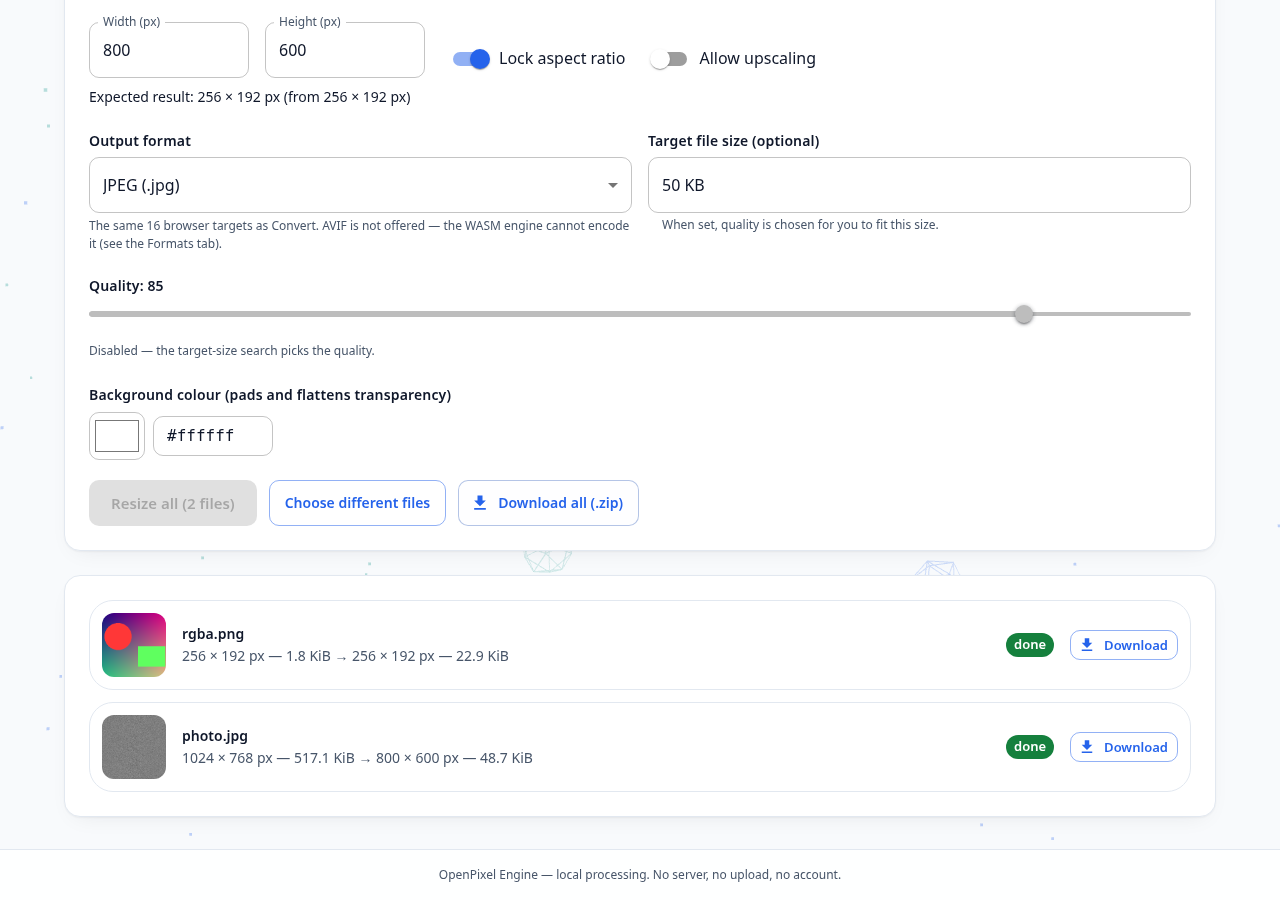 Width (px)
800
Height (px)
600
Lock aspect ratio
Allow upscaling
Expected result: 256 × 192 px (from 256 × 192 px)
Output format
Target file size (optional)
JPEG (.jpg)
50 KB
The same 16 browser targets as Convert. AVIF is not offered — the WASM engine cannot encode
it (see the Formats tab).
When set, quality is chosen for you to fit this size.
Quality: 85
Disabled — the target-size search picks the quality.
Background colour (pads and flattens transparency)
#ffffff
Resize all (2 files)
Choose different files
Download all (.zip)
rgba.png
256 × 192 px — 1.8 KiB → 256 × 192 px — 22.9 KiB
done
Download
photo.jpg
1024 × 768 px — 517.1 KiB → 800 × 600 px — 48.7 KiB
done
Download
OpenPixel Engine — local processing. No server, no upload, no account.